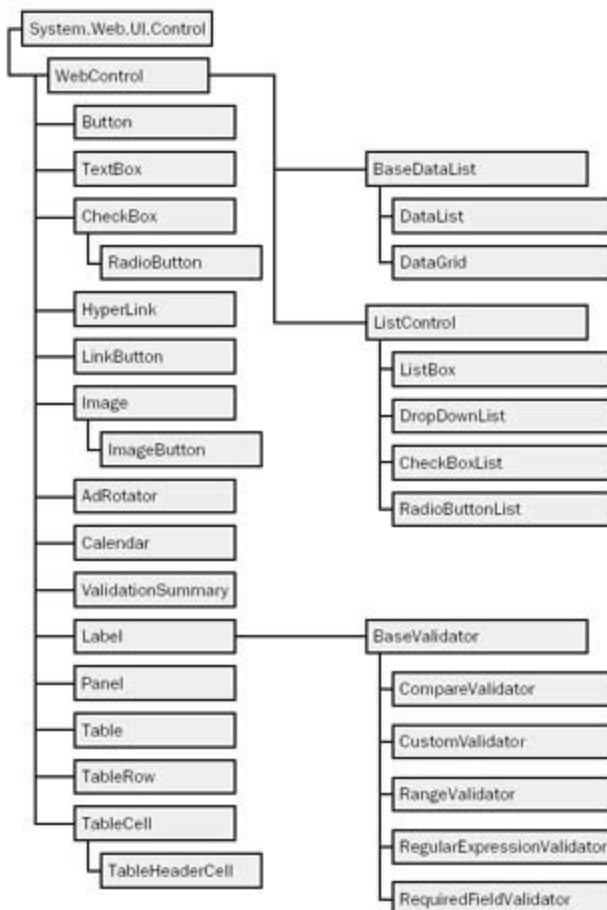 System.Web.UI.Control
WebControl
Button
TextBox
CheckBox
RadioButton
HyperLink
LinkButton
Image
ImageButton
AdRotator
Calendar
ValidationSummary
Label
Panel
Table
TableRow
TableCell
TableHeaderCell
BaseDataList
DataList
DataGrid
ListControl
ListBox
DropDownList
CheckBoxList
RadioButtonList
BaseValidator
CompareValidator
CustomValidator
RangeValidator
RegularExpressionValidator
RequiredFieldValidator